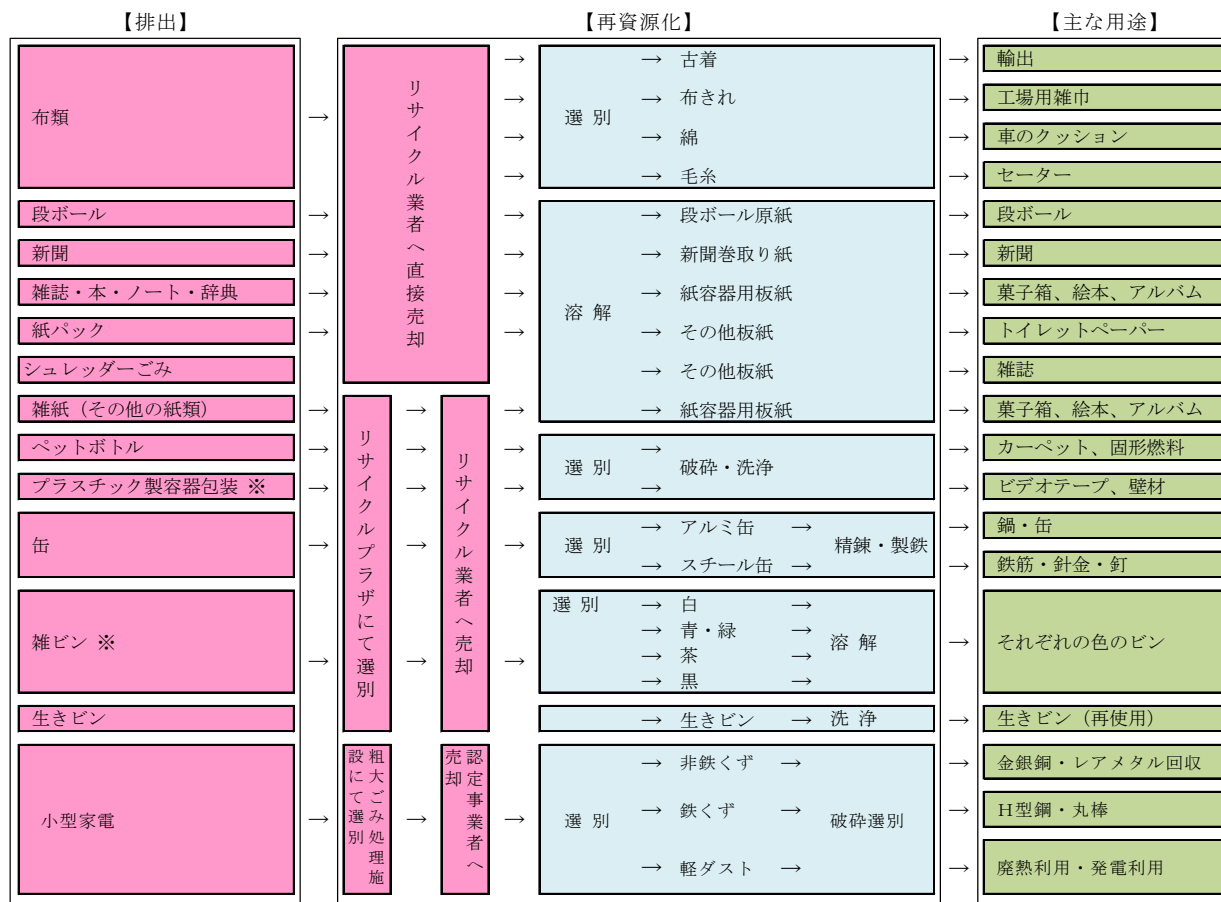 【排出】 【再資源化】 【主な用途】
布類 → リサイクル業者へ直接売却 → 選別 → 古着 → 輸出
→ → 布きれ → 工場用雑巾
→ → 綿 → 車のクッション
→ → 毛糸 → セーター
段ボール → → 溶解 → 段ボール原紙 → 段ボール
新聞 → → → 新聞巻取り紙 → 新聞
雑誌・本・ノート・辞典 → → → 紙容器用板紙 → 菓子箱、絵本、アルバム
紙パック → → → その他板紙 → トイレットペーパー
シュレッダーごみ → その他板紙 → 雑誌
雑紙（その他の紙類） → リサイクルプラザにて選別 → リサイクル業者へ売却 → → 紙容器用板紙 → 菓子箱、絵本、アルバム
ペットボトル → → → 選別 → 破砕・洗浄 → カーペット、固形燃料
プラスチック製容器包装 ※ → → → → → ビデオテープ、壁材
缶 → → → 選別 → アルミ缶 → 精錬・製鉄 → 鍋・缶
→ スチール缶 → → 鉄筋・針金・釘
雑ビン ※ → → → 選別 → 白 → 溶解 → それぞれの色のビン
→ 青・緑 →
→ 茶 →
→ 黒 →
生きビン → 生きビン → 洗浄 → 生きビン（再使用）
小型家電 → 粗大ごみ処理施設にて選別 → 認定事業者へ売却 → 選別 → 非鉄くず → 破砕選別 → 金銀銅・レアメタル回収
→ 鉄くず → → H型鋼・丸棒
→ 軽ダスト → → 廃熱利用・発電利用